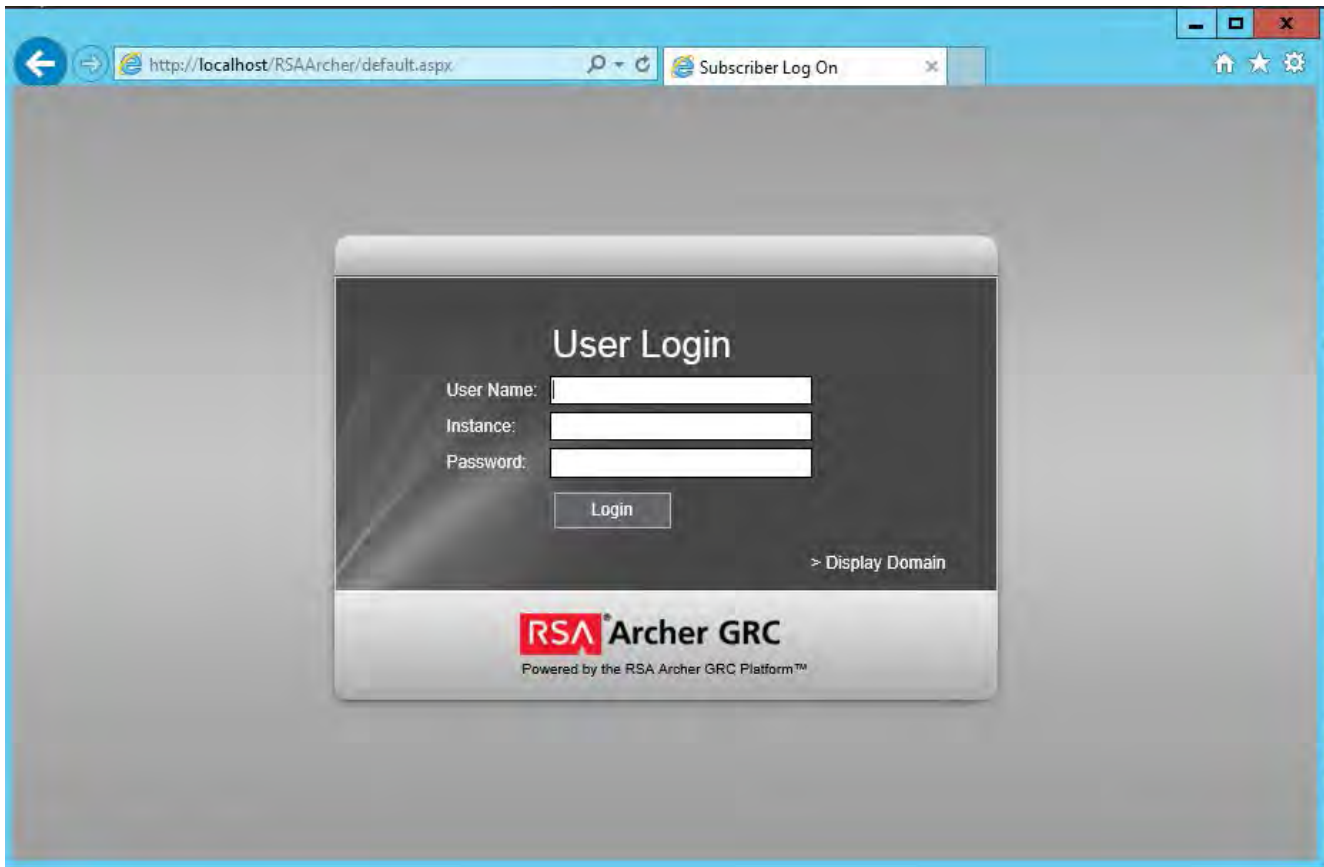 http://localhost/RSAArcher/default.aspx
Subscriber Log On
User Login
User Name:
Instance:
Password:
Login
> Display Domain
RSA® Archer GRC
Powered by the RSA Archer GRC Platform™